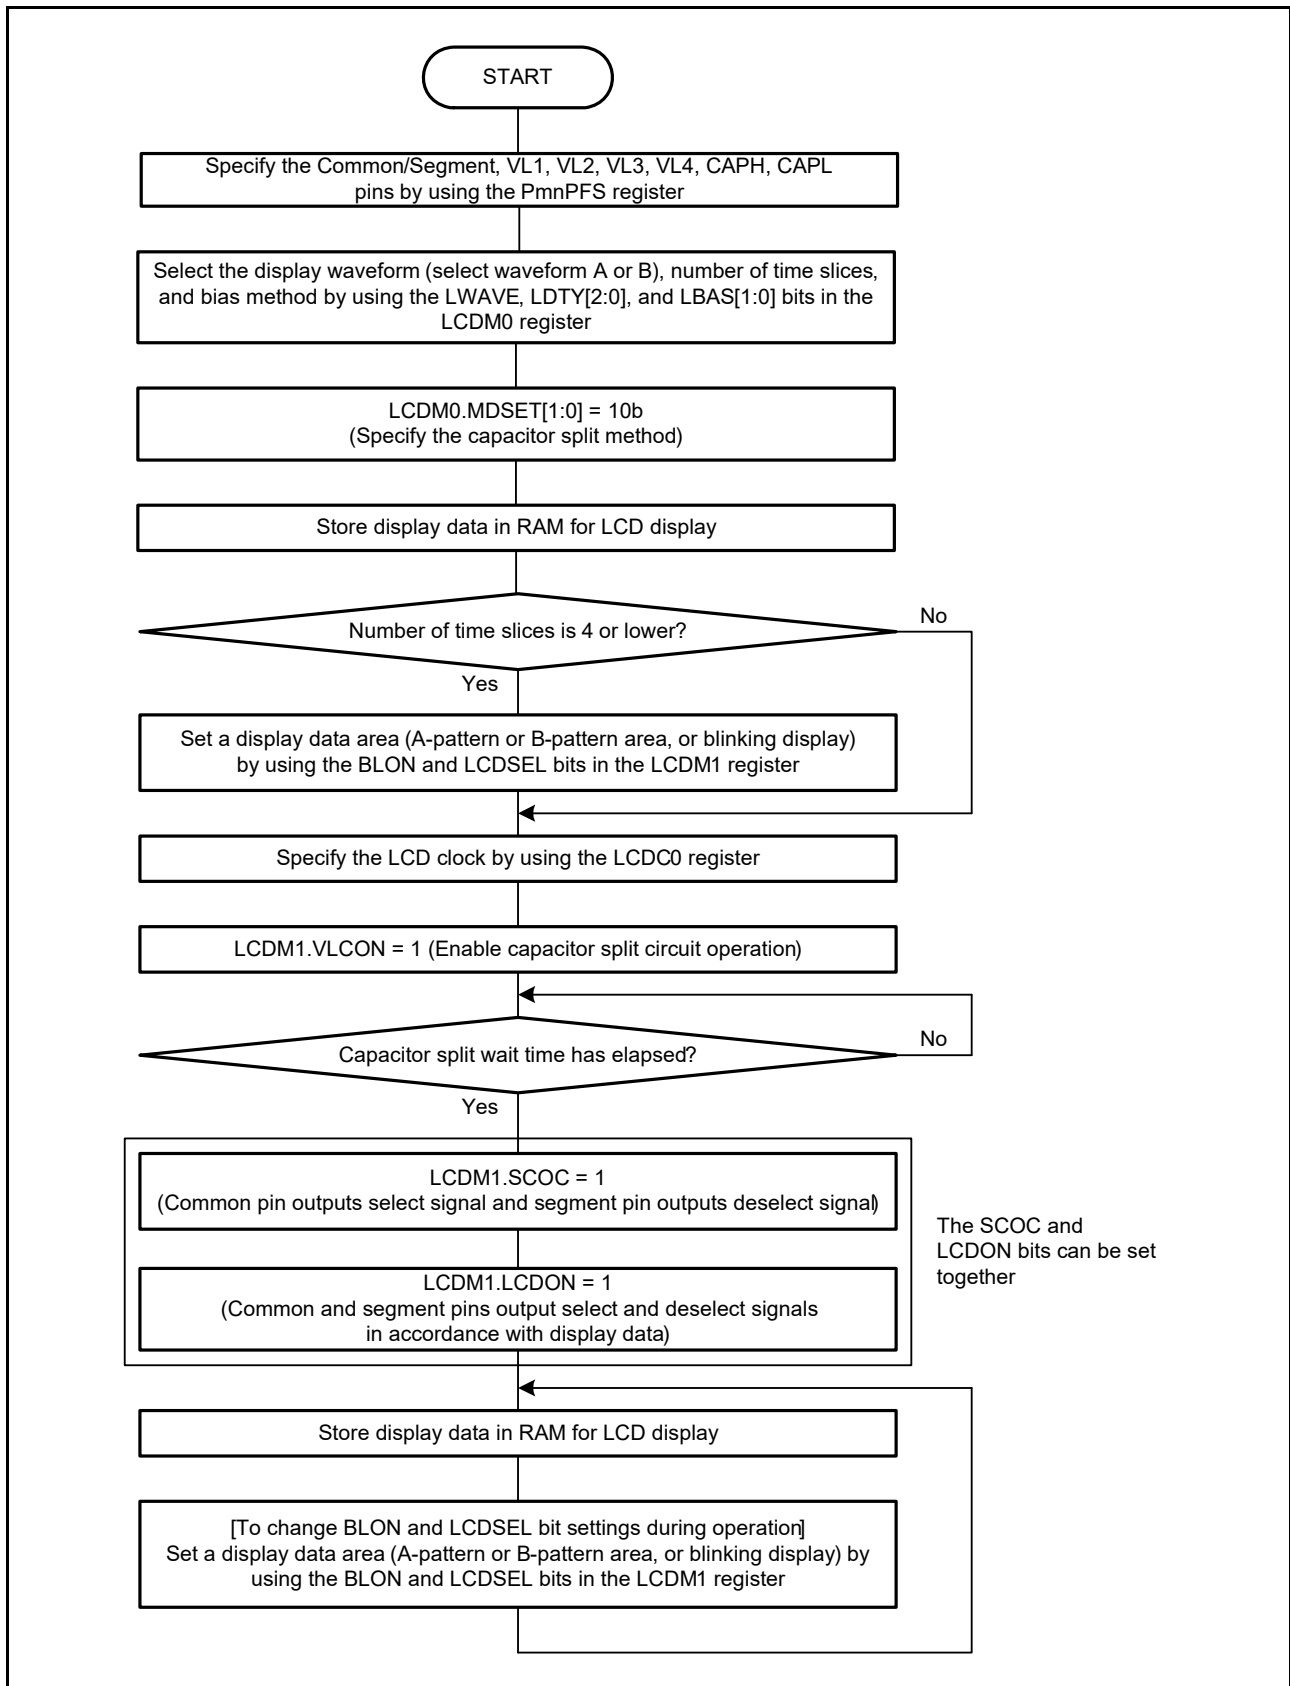 START
Specify the Common/Segment, VL1, VL2, VL3, VL4, CAPH, CAPL
pins by using the PmnPFS register
Select the display waveform (select waveform A or B), number of time slices,
and bias method by using the LWAVE, LDTY[2:0], and LBAS[1:0] bits in the
LCDM0 register
LCDM0.MDSET[1:0] = 10b
(Specify the capacitor split method)
Store display data in RAM for LCD display
Number of time slices is 4 or lower?
No
Yes
Set a display data area (A-pattern or B-pattern area, or blinking display)
by using the BLON and LCDSEL bits in the LCDM1 register
Specify the LCD clock by using the LCDC0 register
LCDM1.VLCON = 1 (Enable capacitor split circuit operation)
Capacitor split wait time has elapsed?
No
Yes
LCDM1.SCOC = 1
(Common pin outputs select signal and segment pin outputs deselect signal)
The SCOC and
LCDON bits can be set
together
LCDM1.LCDON = 1
(Common and segment pins output select and deselect signals
in accordance with display data)
Store display data in RAM for LCD display
[To change BLON and LCDSEL bit settings during operation]
Set a display data area (A-pattern or B-pattern area, or blinking display) by
using the BLON and LCDSEL bits in the LCDM1 register